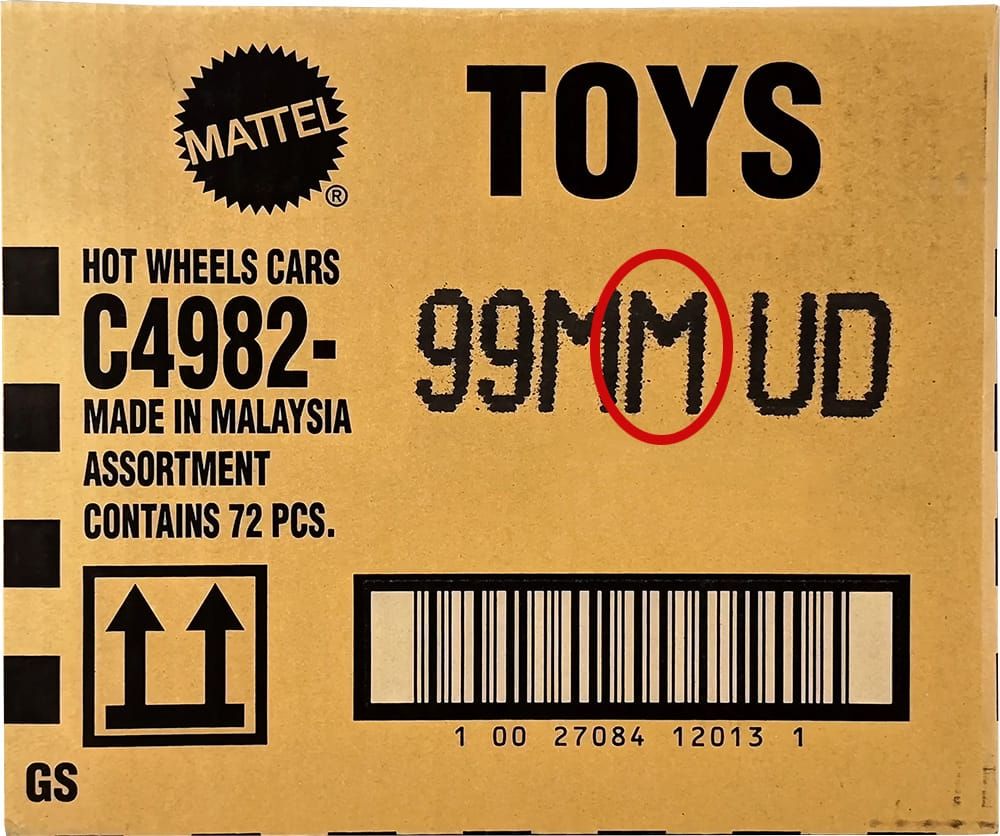 MATTEL
®
TOYS
HOT WHEELS CARS
C4982-
99MM UD
MADE IN MALAYSIA
ASSORTMENT
CONTAINS 72 PCS.
1 00 27084 12013 1
GS